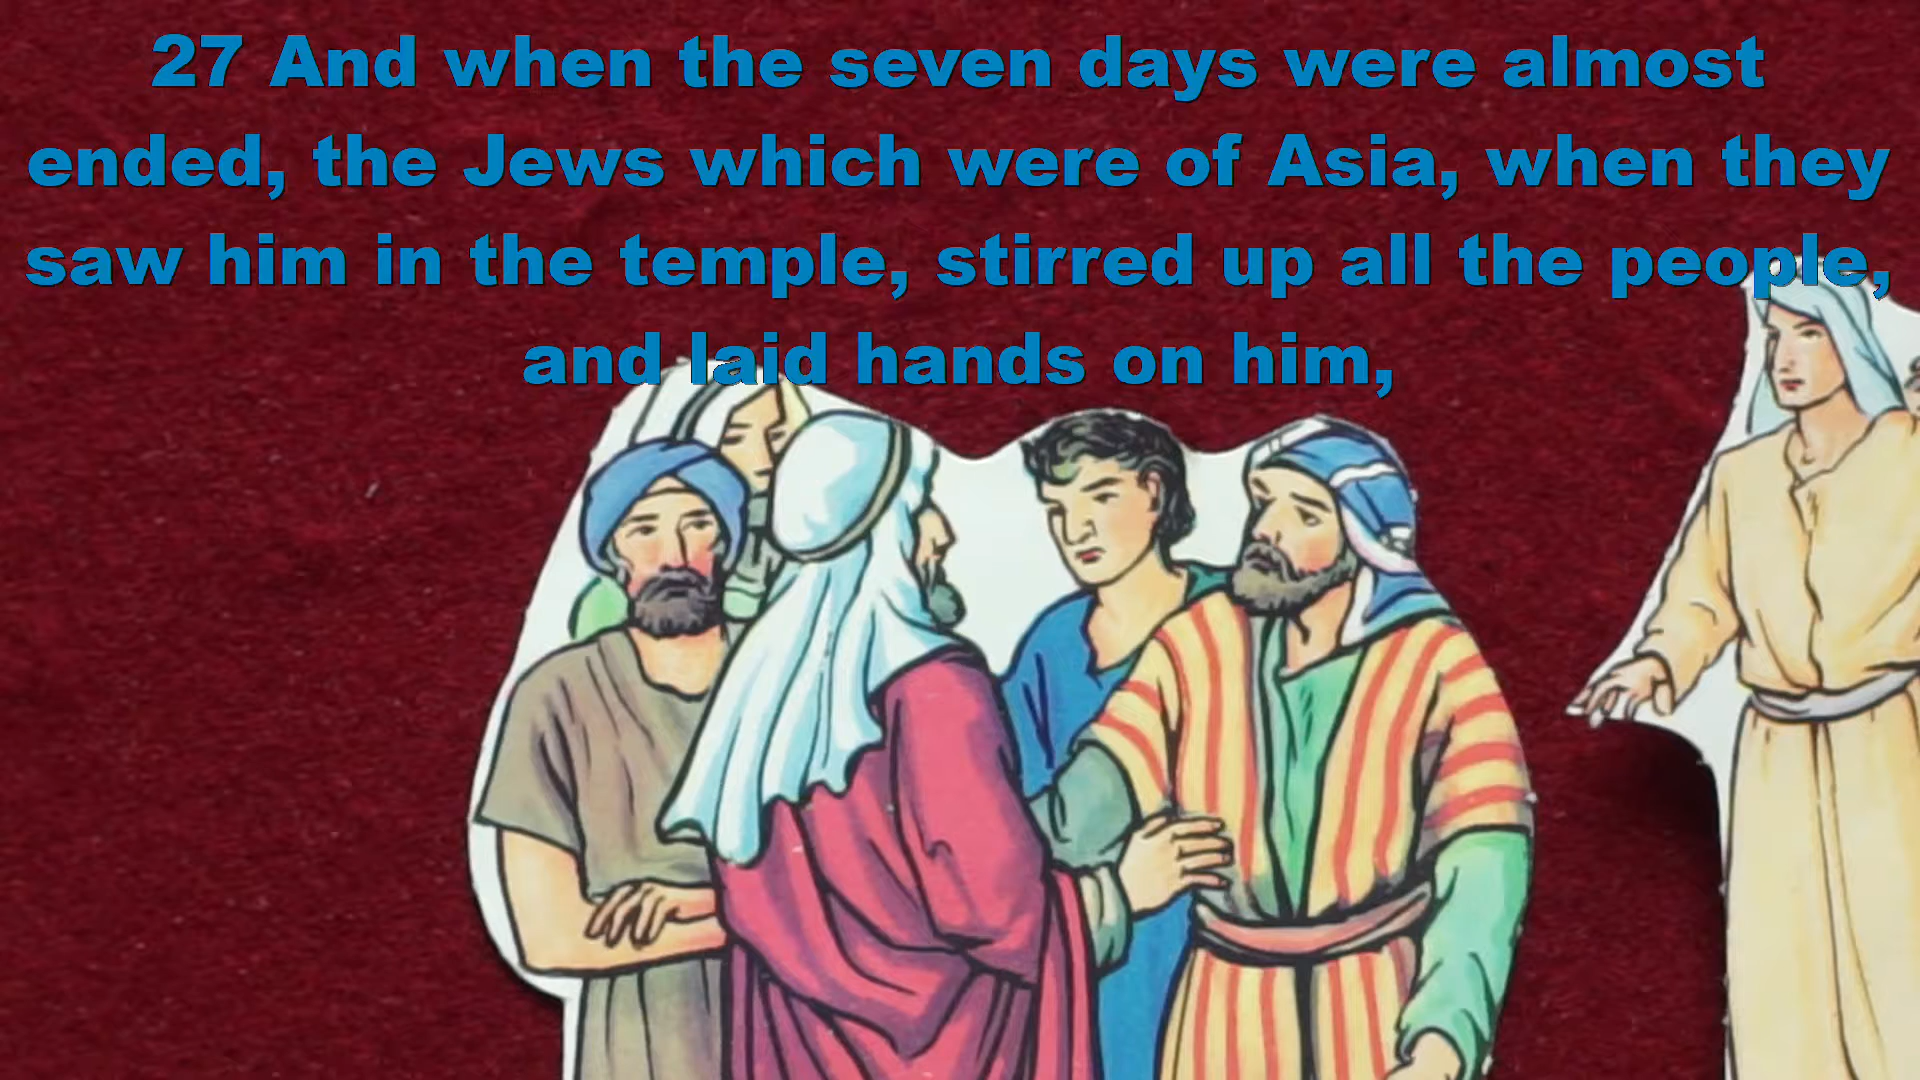 27 And when the seven days were almost
ended, the Jews which were of Asia, when they
saw him in the temple, stirred up all the people,
and laid hands on him,